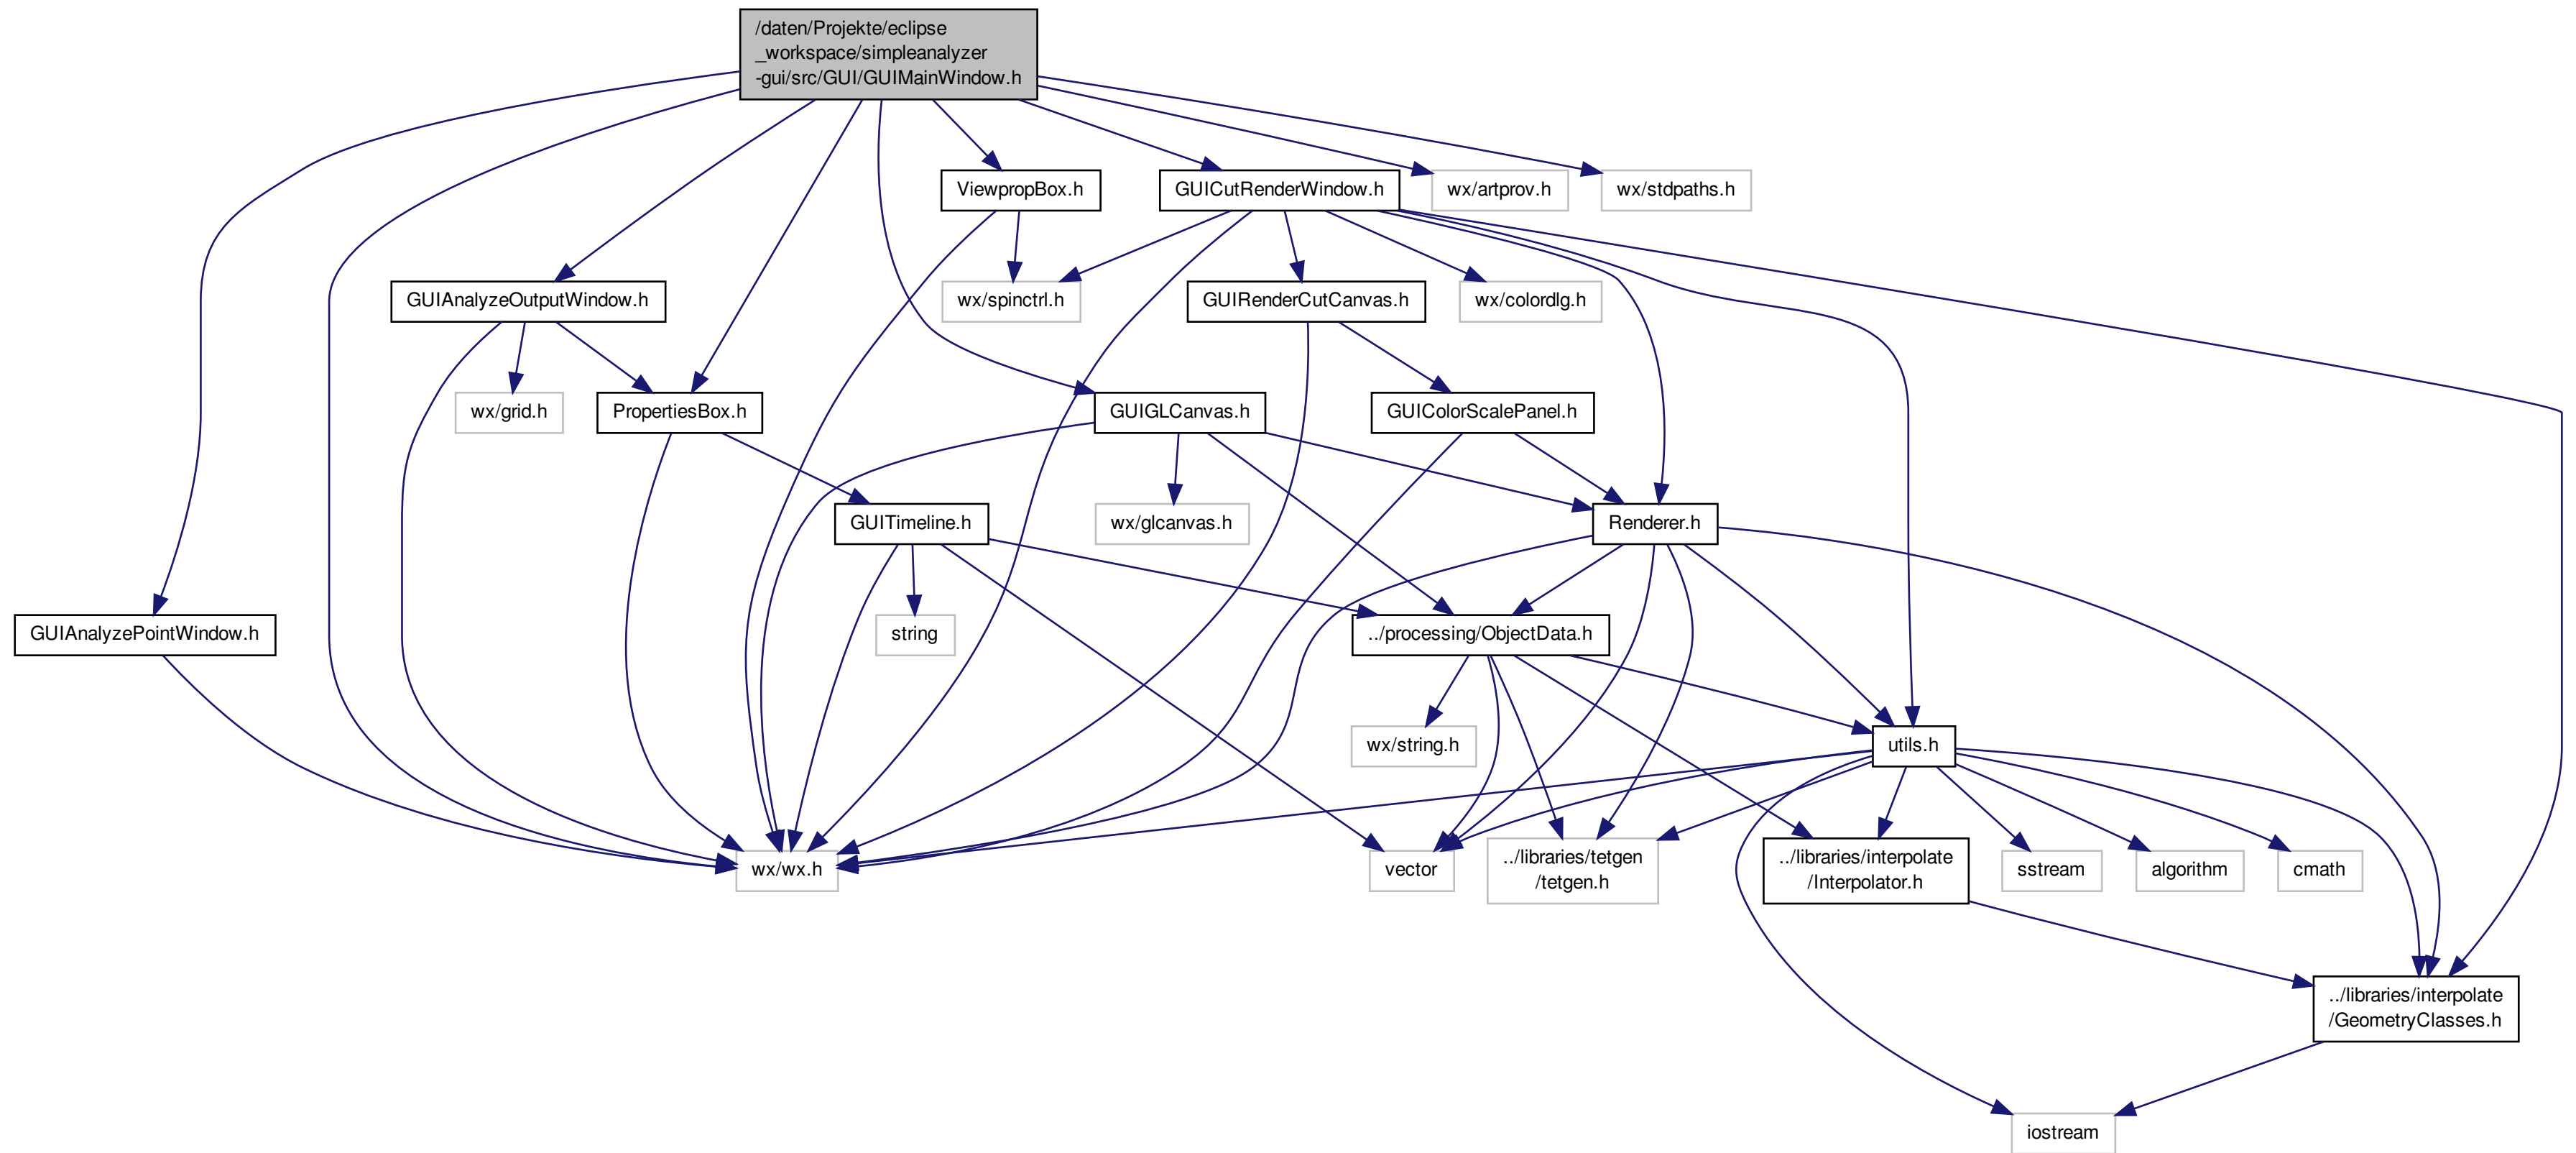 /daten/Projekte/eclipse
_workspace/simpleanalyzer
-gui/src/GUI/GUIMainWindow.h
ViewpropBox.h
GUICutRenderWindow.h
wx/artprov.h
wx/stdpaths.h
GUIAnalyzeOutputWindow.h
wx/spinctrl.h
GUIRenderCutCanvas.h
wx/colordlg.h
wx/grid.h
PropertiesBox.h
GUIGLCanvas.h
GUIColorScalePanel.h
GUITimeline.h
wx/glcanvas.h
Renderer.h
GUIAnalyzePointWindow.h
string
../processing/ObjectData.h
wx/string.h
utils.h
wx/wx.h
vector
../libraries/tetgen
/tetgen.h
../libraries/interpolate
/Interpolator.h
sstream
algorithm
cmath
../libraries/interpolate
/GeometryClasses.h
iostream